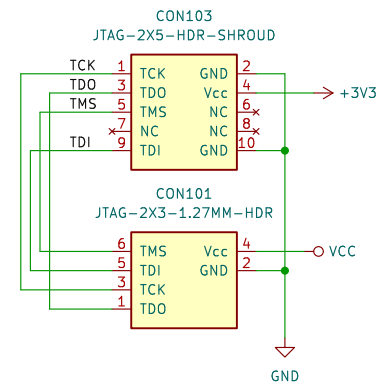 CON103
JTAG-2X5-HDR-SHROUD
TCK 1 TCK GND 2
TDO 3 TDO Vcc 4 +3V3
TMS 5 TMS NC 6
7 NC NC 8
TDI 9 TDI GND 10
CON101
JTAG-2X3-1.27MM-HDR
6 TMS Vcc 4 VCC
5 TDI GND 2
3 TCK
1 TDO
GND